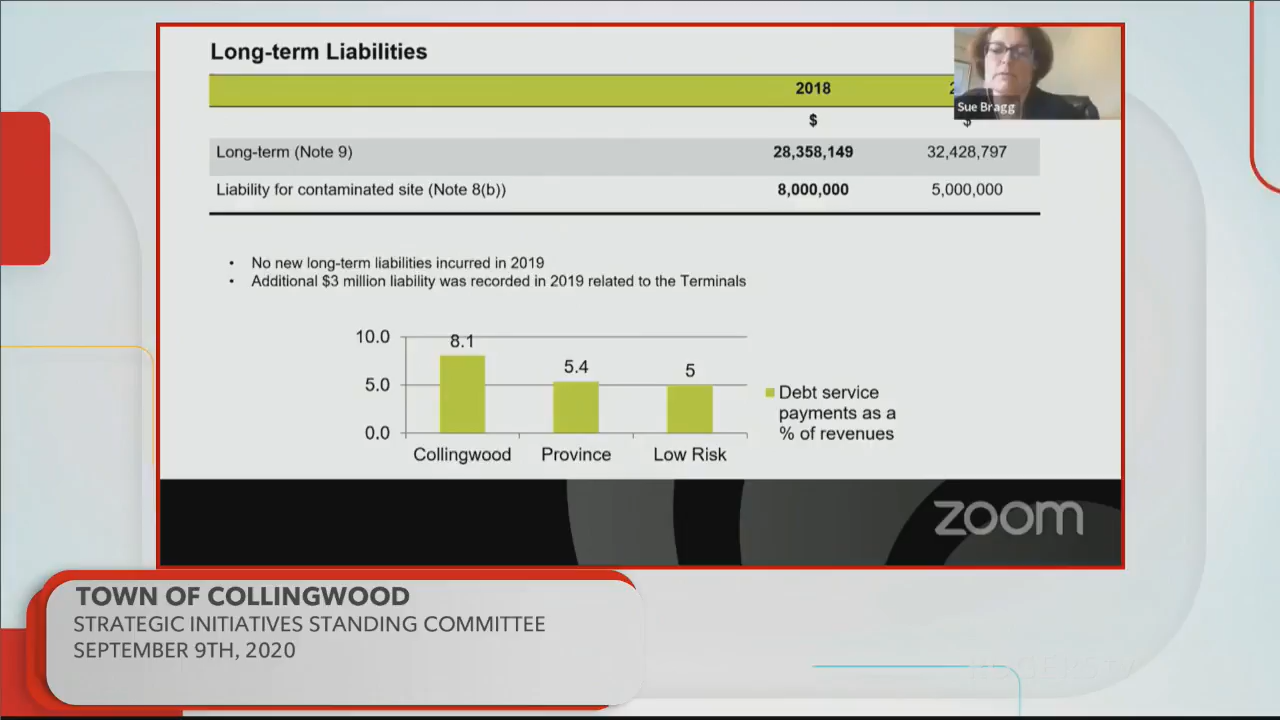 Long-term Liabilities
2018
Sue Bragg
$ $
Long-term (Note 9) 28,358,149 32,428,797
Liability for contaminated site (Note 8(b)) 8,000,000 5,000,000
• No new long-term liabilities incurred in 2019
• Additional $3 million liability was recorded in 2019 related to the Terminals
10.0
5.0
0.0
8.1
5.4
5
Collingwood Province Low Risk
Debt service
payments as a
% of revenues
zoom
TOWN OF COLLINGWOOD
STRATEGIC INITIATIVES STANDING COMMITTEE
SEPTEMBER 9TH, 2020